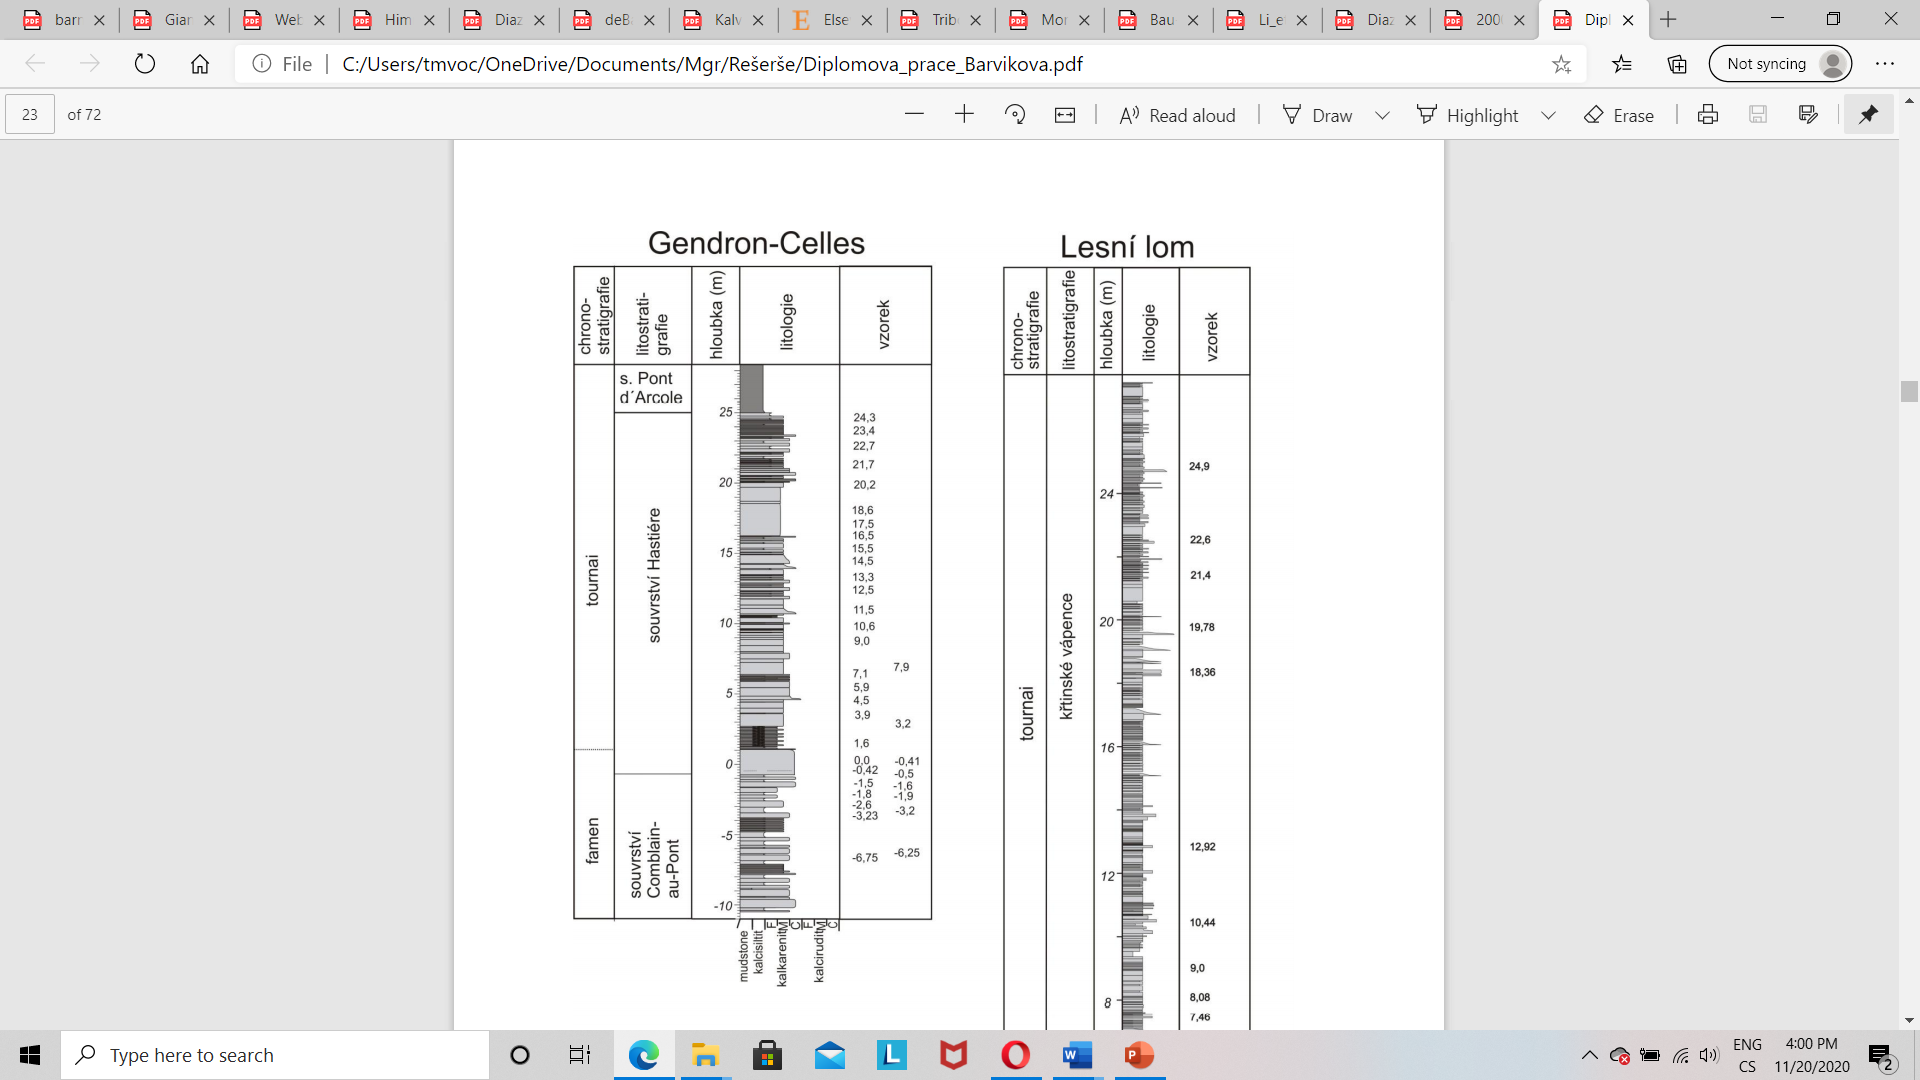 barr
Giar
Web
Him
Diaz
deBa
Kalv
Else
Tribo
Mor
Bau
Li_e
Diaz
200
Dipl
File
C:/Users/tmvoc/OneDrive/Documents/Mgr/Rešerše/Diplomova_prace_Barvikova.pdf
Not syncing
23 of 72
Read aloud
Draw
Highlight
Erase
Gendron-Celles
chrono-
stratigrafie
litostrati-
grafie
hloubka (m)
litologie
vzorek
s. Pont
d´Arcole
souvrství Hastiére
souvrství
Comblain-
au-Pont
tournai
famen
25
20
15
10
5
0
-5
-10
24,3
23,4
22,7
21,7
20,2
18,6
17,5
16,5
15,5
14,5
13,3
12,5
11,5
10,6
9,0
7,9
7,1
5,9
4,5
3,9
3,2
1,6
0,0 -0,41
-0,42 -0,5
-1,5 -1,6
-1,8 -1,9
-2,6
-3,23 -3,2
-6,75 -6,25
F M C F M C
mudstone
kalcisiltit
kalkarenit
kalcirudit
Lesní lom
chrono-
stratigrafie
litostratigrafie
hloubka (m)
litologie
vzorek
tournai
křtinské vápence
24
20
16
12
8
24,9
22,6
21,4
19,78
18,36
12,92
10,44
9,0
8,08
7,46
Type here to search
ENG
CS
4:00 PM
11/20/2020
2